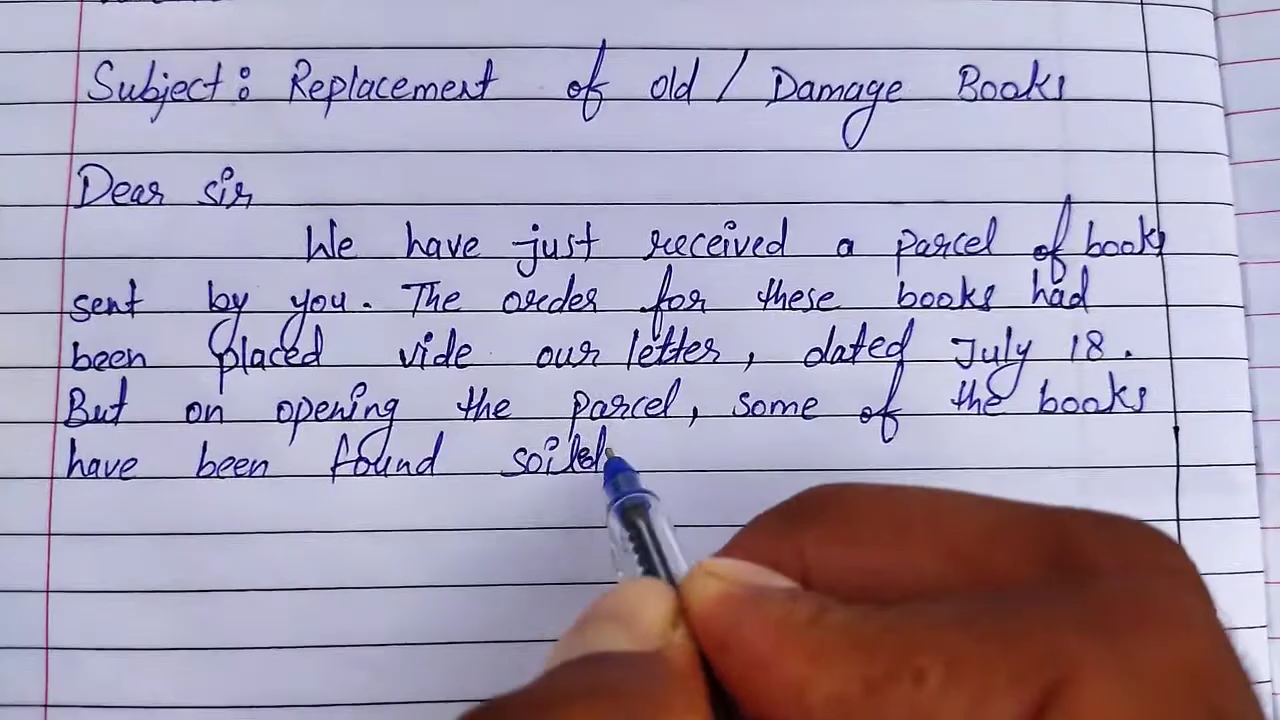 Subject: Replacement of old / Damage Books
Dear sir
We have just received a parcel of books
sent by you. The order for these books had
been placed vide our letter, dated July 18.
But on opening the parcel, some of the books
have been found soiled